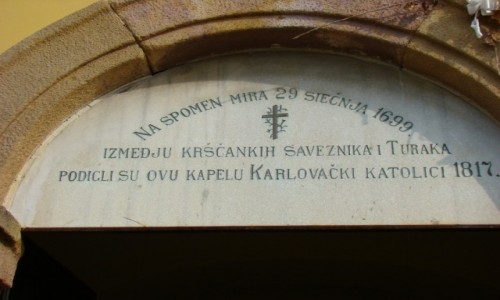 NA SPOMEN MIRA 29 SIEČNJA 1699
IZMEDJU KRŠĆANKIH SAVEZNIKA I TURAKA
PODIGLI SU OVU KAPELU KARLOVAČKI KATOLICI 1817.